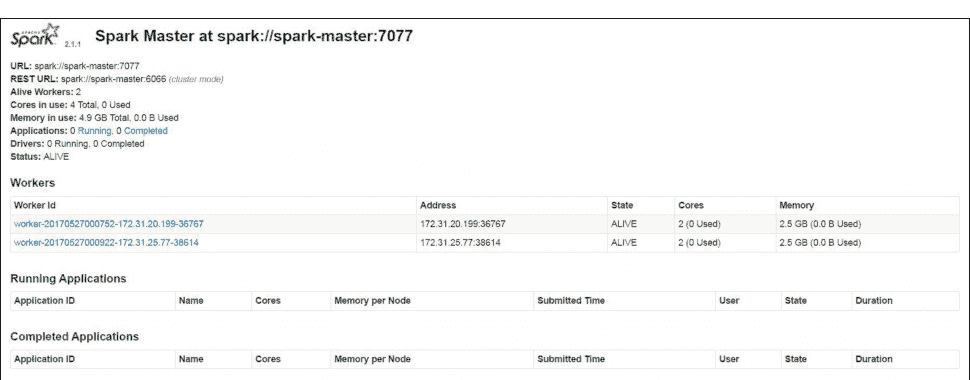 APACHE Spark 2.1.1 Spark Master at spark://spark-master:7077
URL: spark://spark-master:7077
REST URL: spark://spark-master:6066 (cluster mode)
Alive Workers: 2
Cores in use: 4 Total, 0 Used
Memory in use: 4.9 GB Total, 0.0 B Used
Applications: 0 Running, 0 Completed
Drivers: 0 Running, 0 Completed
Status: ALIVE
Workers
Worker Id Address State Cores Memory
worker-20170527000752-172.31.20.199-36767 172.31.20.199:36767 ALIVE 2 (0 Used) 2.5 GB (0.0 B Used)
worker-20170527000922-172.31.25.77-38614 172.31.25.77:38614 ALIVE 2 (0 Used) 2.5 GB (0.0 B Used)
Running Applications
Application ID Name Cores Memory per Node Submitted Time User State Duration
Completed Applications
Application ID Name Cores Memory per Node Submitted Time User State Duration